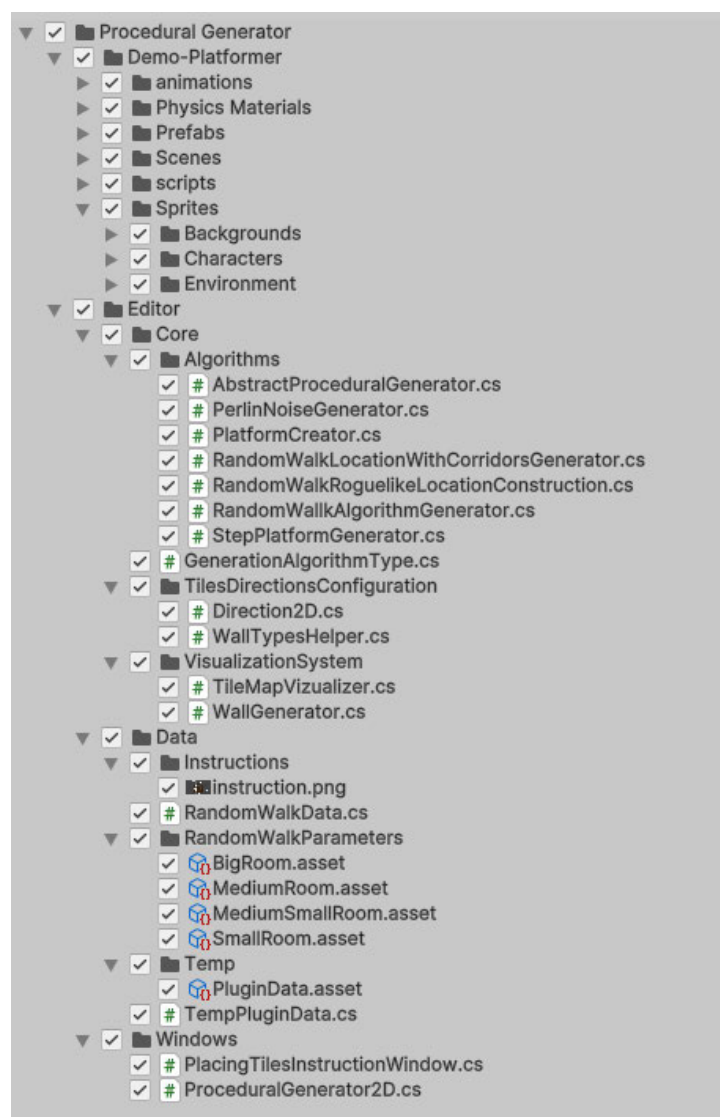 Procedural Generator
Demo-Platformer
animations
Physics Materials
Prefabs
Scenes
scripts
Sprites
Backgrounds
Characters
Environment
Editor
Core
Algorithms
# AbstractProceduralGenerator.cs
# PerlinNoiseGenerator.cs
# PlatformCreator.cs
# RandomWalkLocationWithCorridorsGenerator.cs
# RandomWalkRoguelikeLocationConstruction.cs
# RandomWallkAlgorithmGenerator.cs
# StepPlatformGenerator.cs
# GenerationAlgorithmType.cs
TilesDirectionsConfiguration
# Direction2D.cs
# WallTypesHelper.cs
VisualizationSystem
# TileMapVizualizer.cs
# WallGenerator.cs
Data
Instructions
instruction.png
# RandomWalkData.cs
RandomWalkParameters
{} BigRoom.asset
{} MediumRoom.asset
{} MediumSmallRoom.asset
{} SmallRoom.asset
Temp
{} PluginData.asset
# TempPluginData.cs
Windows
# PlacingTilesInstructionWindow.cs
# ProceduralGenerator2D.cs